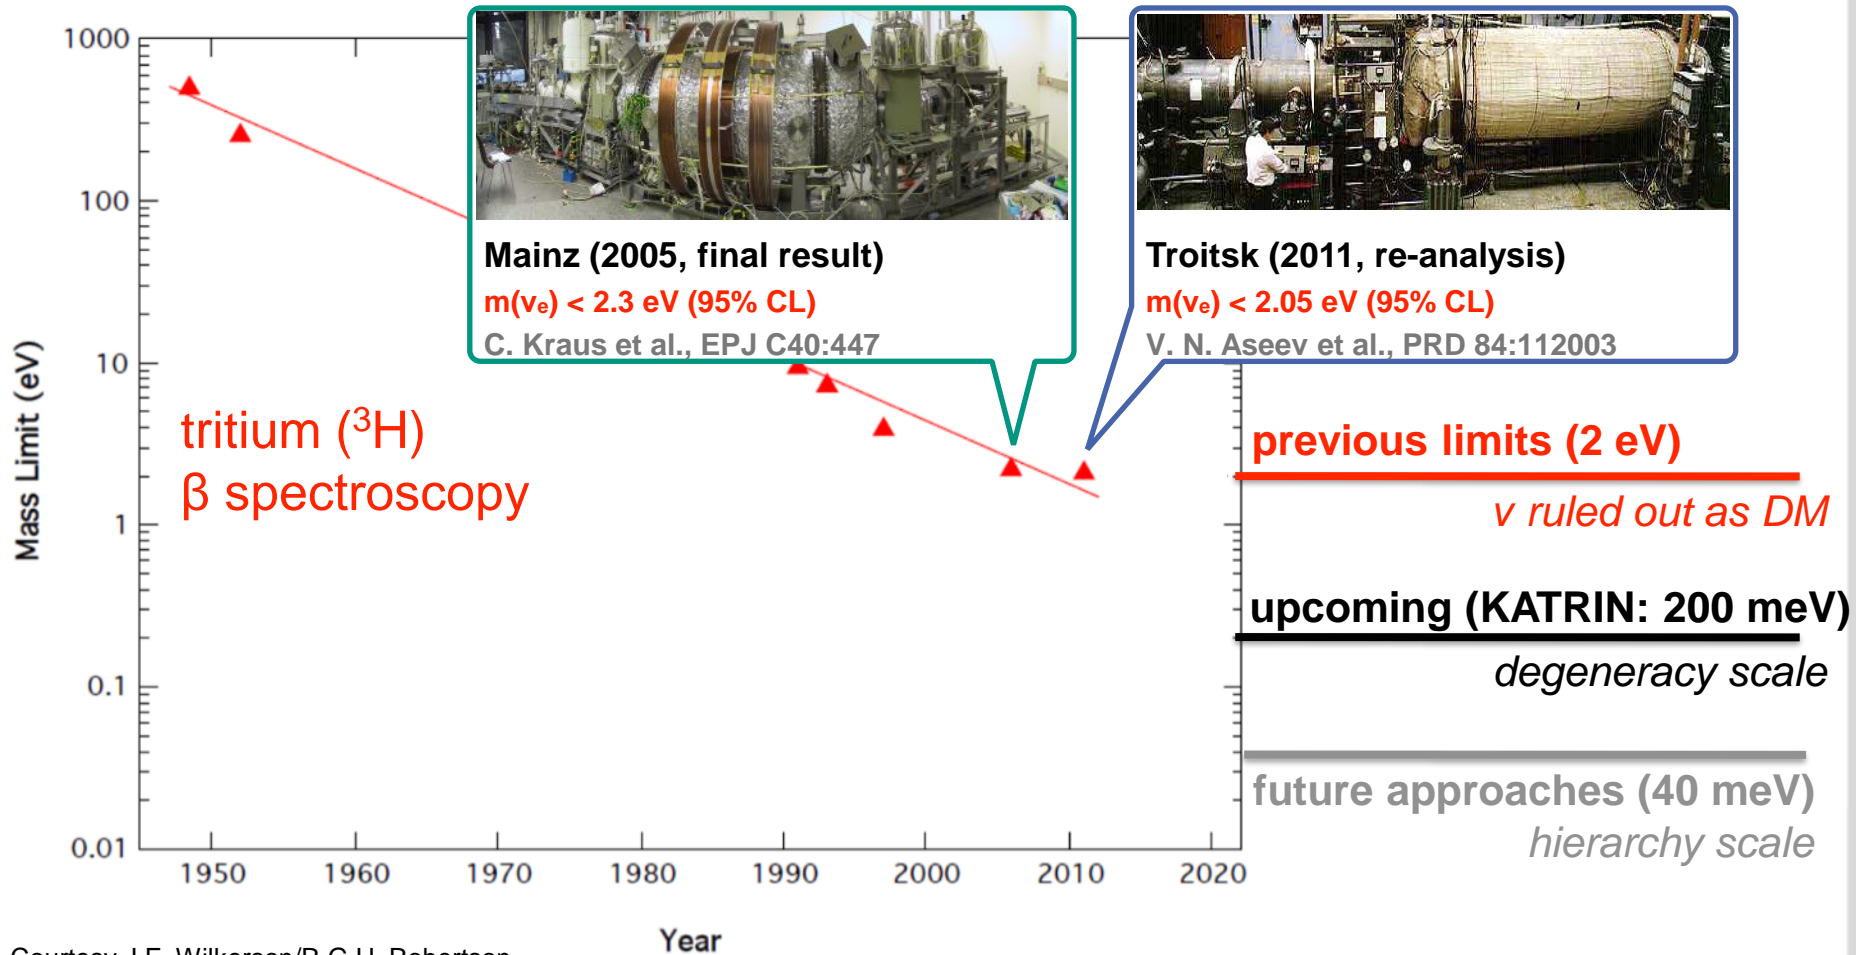 1000
100
10
1
0.1
0.01
Mass Limit (eV)
1950 1960 1970 1980 1990 2000 2010 2020
Year
tritium (³H)
β spectroscopy
Mainz (2005, final result)
m(νₑ) < 2.3 eV (95% CL)
C. Kraus et al., EPJ C40:447
Troitsk (2011, re-analysis)
m(νₑ) < 2.05 eV (95% CL)
V. N. Aseev et al., PRD 84:112003
previous limits (2 eV)
ν ruled out as DM
upcoming (KATRIN: 200 meV)
degeneracy scale
future approaches (40 meV)
hierarchy scale
Courtesy J.F. Wilkerson/R.G.H. Robertson